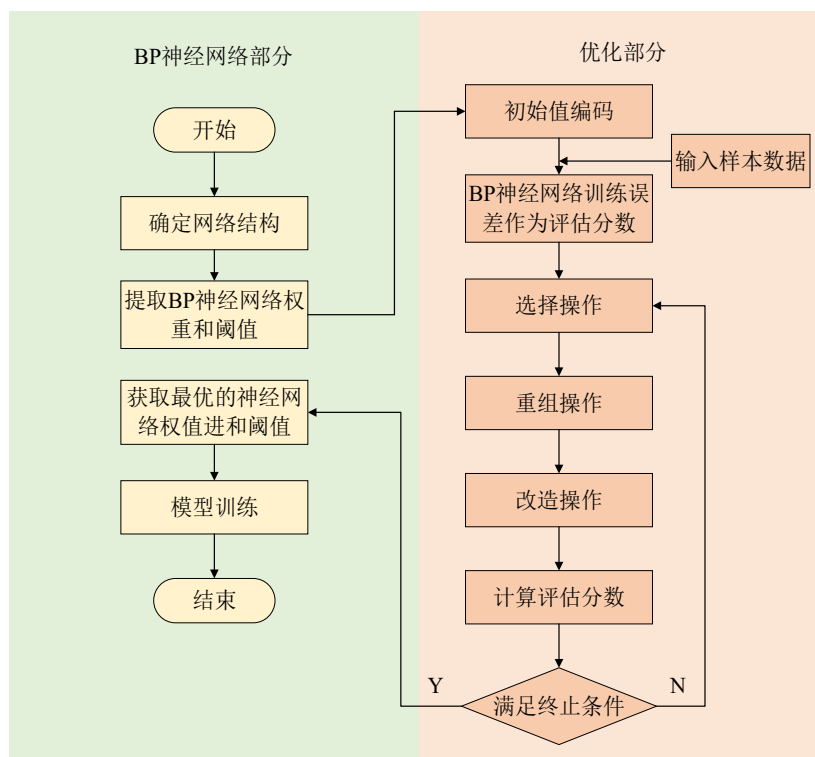 BP神经网络部分
开始
确定网络结构
提取BP神经网络权
重和阈值
获取最优的神经网
络权值进和阈值
模型训练
结束
优化部分
初始值编码
输入样本数据
BP神经网络训练误
差作为评估分数
选择操作
重组操作
改造操作
计算评估分数
满足终止条件
Y
N